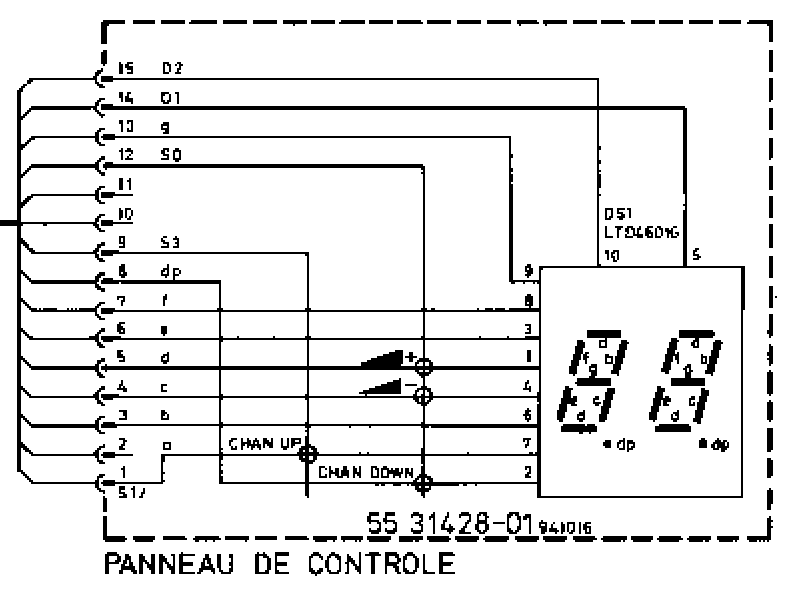 15 D2
14 D1
13 g
12 S0
11
10
9 S3
8 dp
7 f
6 e
5 d
4 c
3 b
2 a
1
DS1
LTD4601G
10 5
9
8
3
1
4
6
7
2
+
-
CHAN UP
CHAN DOWN
d d
f b f b
g g
e c e c
d d
dp dp
55 31428-01 941016
PANNEAU DE CONTROLE